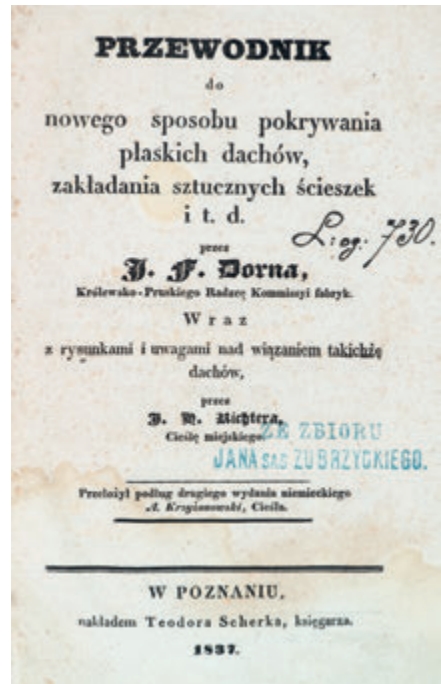 PRZEWODNIK
do
nowego sposobu pokrywania
plaskich dachów,
zakładania sztucznych ścieszek
i t. d.
L: og. 730.
przez
J. F. Dorna,
Królewsko-Pruskiego Radzcę Kommissyi fabryk.
Wraz
z rysunkami i uwagami nad wiązaniem takichże
dachów,
przez
J. H. Richtera,
Cieślę miejskiego.
ZE ZBIORU
JANA SAS ZUBRZYCKIEGO.
Przełożył podług drugiego wydania niemieckiego
A. Krzyżanowski, Cieśla.
W POZNANIU,
nakładem Teodora Scherka, księgarza.
1837.